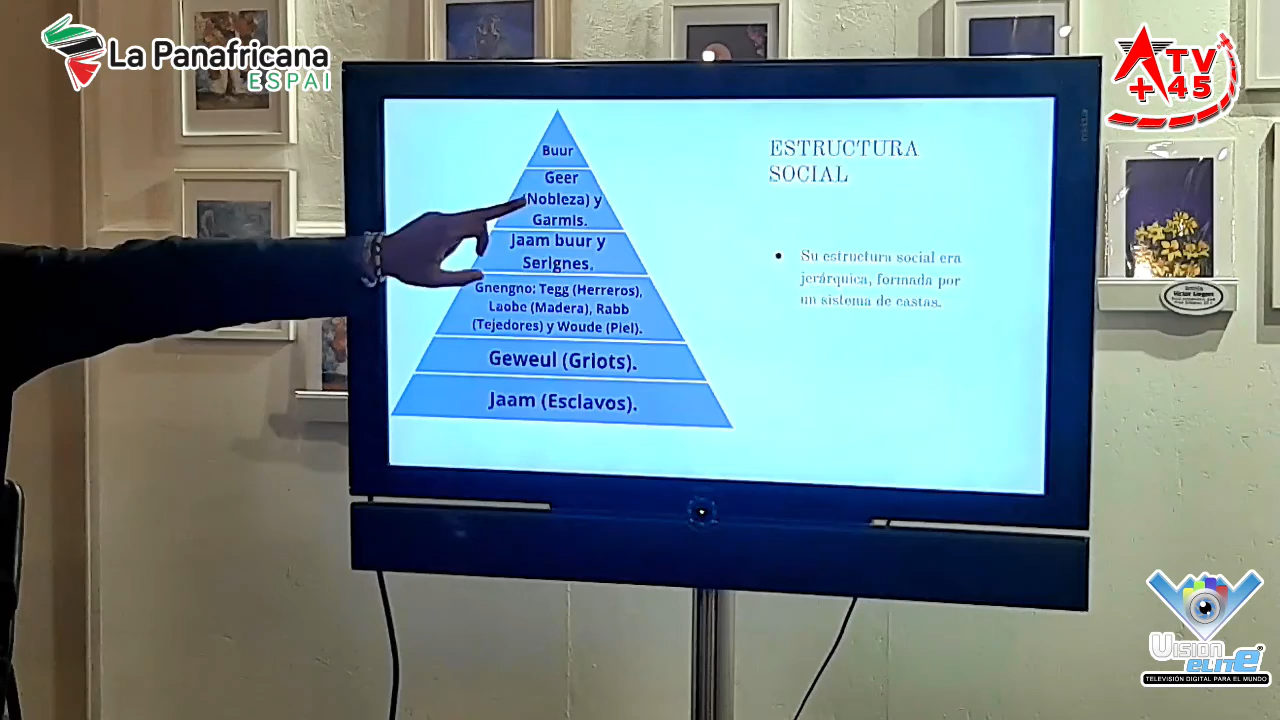 La Panafricana
ESPAI
ATV
+45
Buur
Geer
(Nobleza) y
Garmis.
Jaam buur y
Serignes.
Gnengno: Tegg (Herreros),
Laobe (Madera), Rabb
(Tejedores) y Woude (Piel).
Geweul (Griots).
Jaam (Esclavos).
ESTRUCTURA
SOCIAL
• Su estructura social era
jerárquica, formada por
un sistema de castas.
Vision
elite
TELEVISIÓN DIGITAL PARA EL MUNDO